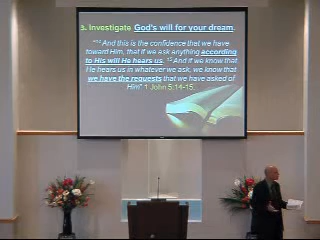 3. Investigate God's will for your dream.
"14 And this is the confidence that we have
toward Him, that if we ask anything according
to His will He hears us. 15 And if we know that
He hears us in whatever we ask, we know that
we have the requests that we have asked of
Him" 1 John 5:14-15.